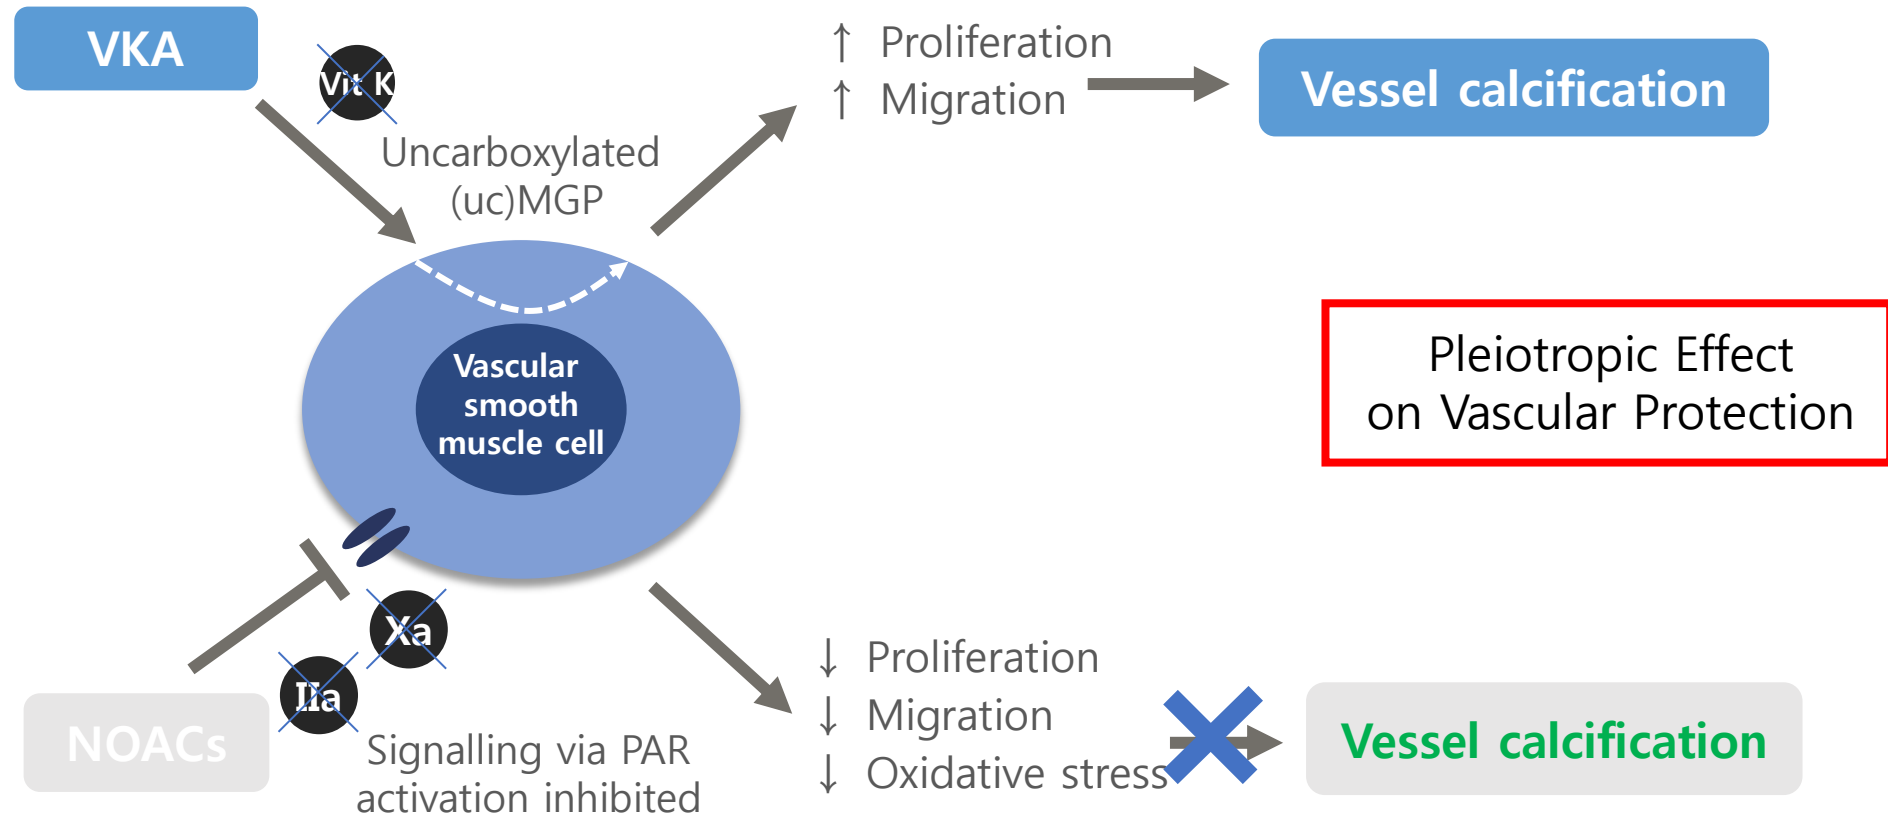 VKA
Vit K
Uncarboxylated
(uc)MGP
↑ Proliferation
↑ Migration
Vessel calcification
Vascular
smooth
muscle cell
Pleiotropic Effect
on Vascular Protection
Xa
IIa
NOACs
Signalling via PAR
activation inhibited
↓ Proliferation
↓ Migration
↓ Oxidative stress
Vessel calcification